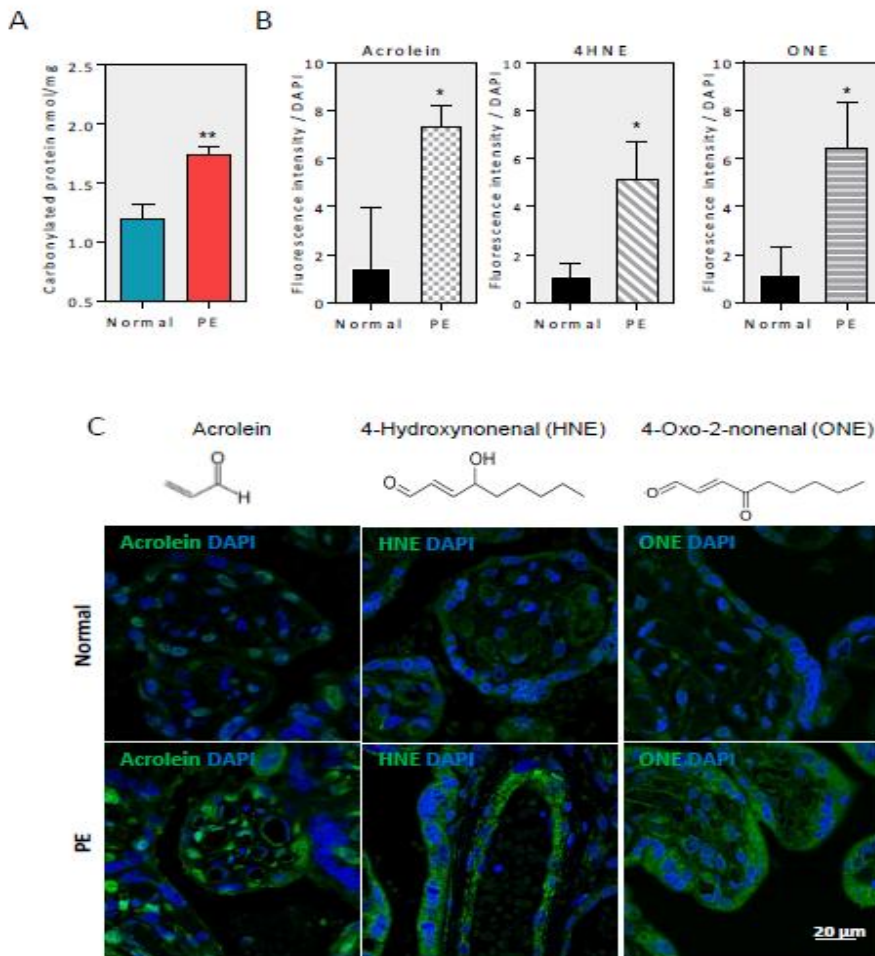 A
B
Carbonylated protein nmol/mg
2.5
2.0
1.5
1.0
0.5
**
Normal PE
Acrolein
Fluorescence intensity / DAPI
10
8
6
4
2
0
*
Normal PE
4HNE
Fluorescence intensity / DAPI
10
8
6
4
2
0
*
Normal PE
ONE
Fluorescence intensity / DAPI
10
8
6
4
2
0
*
Normal PE
C
Acrolein
4-Hydroxynonenal (HNE)
4-Oxo-2-nonenal (ONE)
O
H
O
OH
O
O
Normal
Acrolein DAPI
HNE DAPI
ONE DAPI
PE
Acrolein DAPI
HNE DAPI
ONE DAPI
20 µm